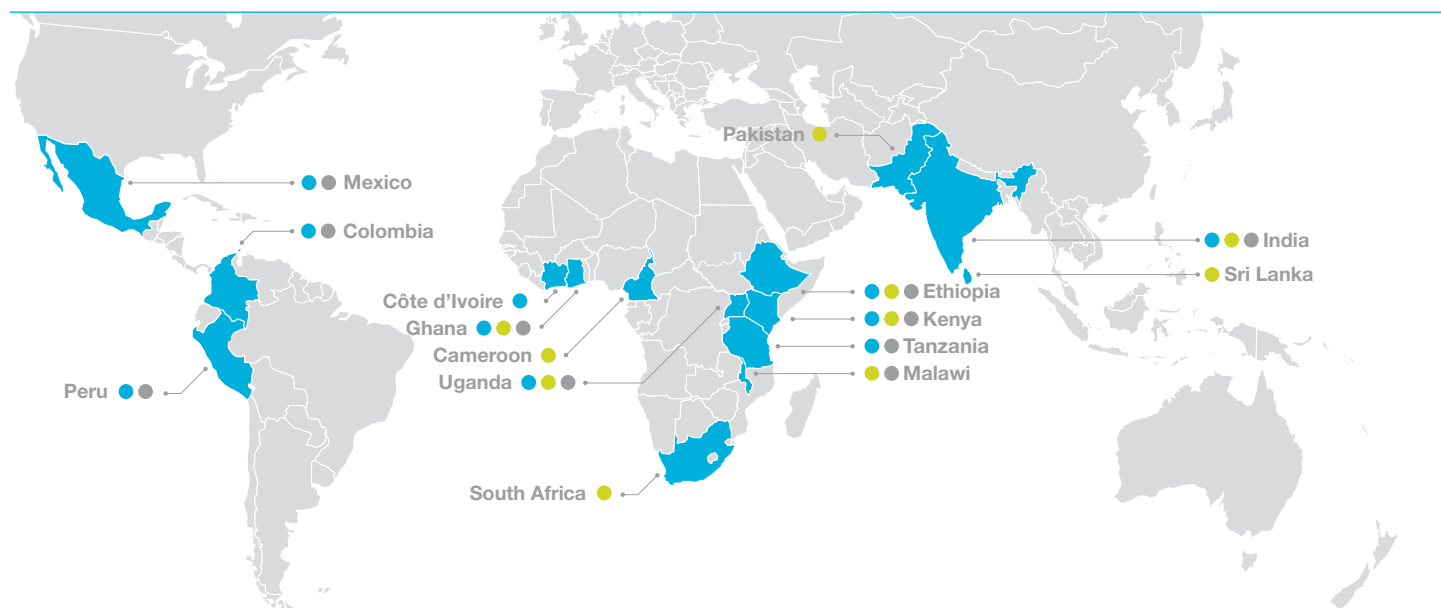 Pakistan
Mexico
Colombia
India
Sri Lanka
Côte d’Ivoire
Ethiopia
Ghana
Kenya
Cameroon
Tanzania
Uganda
Malawi
Peru
South Africa